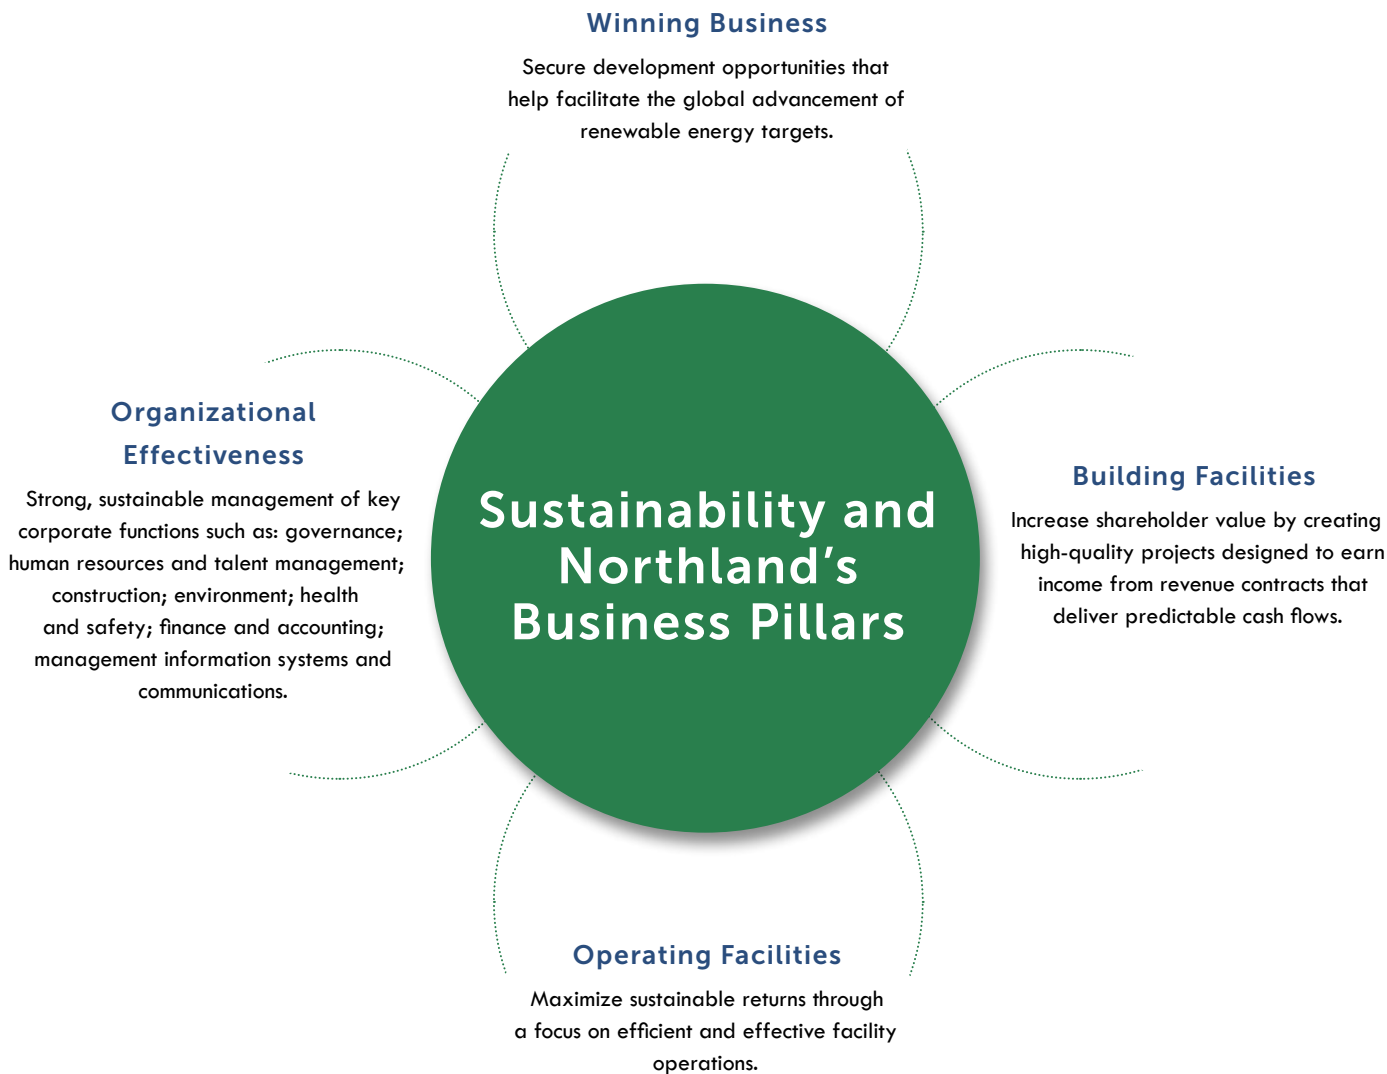 Winning Business
Secure development opportunities that
help facilitate the global advancement of
renewable energy targets.
Organizational
Effectiveness
Strong, sustainable management of key
corporate functions such as: governance;
human resources and talent management;
construction; environment; health
and safety; finance and accounting;
management information systems and
communications.
Sustainability and
Northland’s
Business Pillars
Building Facilities
Increase shareholder value by creating
high-quality projects designed to earn
income from revenue contracts that
deliver predictable cash flows.
Operating Facilities
Maximize sustainable returns through
a focus on efficient and effective facility
operations.